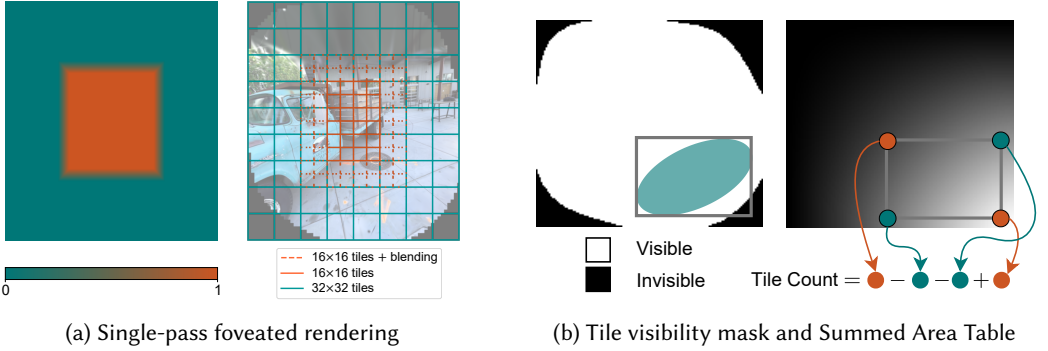 0
1
16×16 tiles + blending
16×16 tiles
32×32 tiles
(a) Single-pass foveated rendering
Visible
Invisible
Tile Count = − − +
(b) Tile visibility mask and Summed Area Table